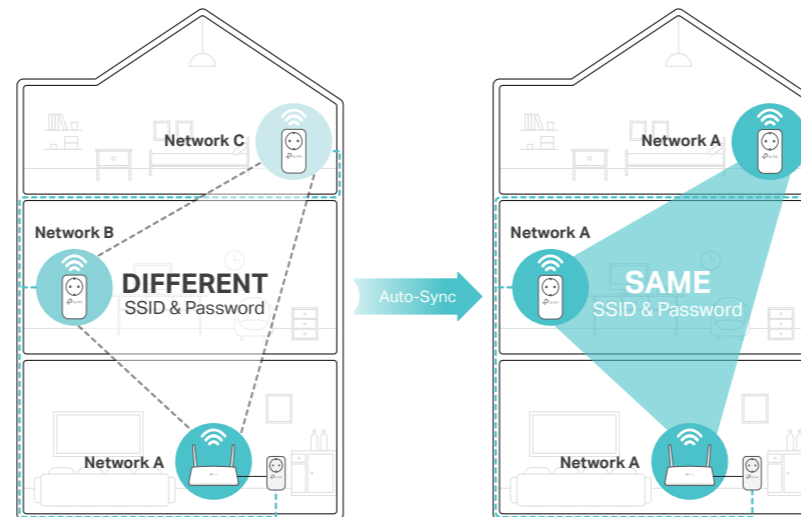 Network C
Network B
DIFFERENT
SSID & Password
Network A
Auto-Sync
Network A
Network A
SAME
SSID & Password
Network A